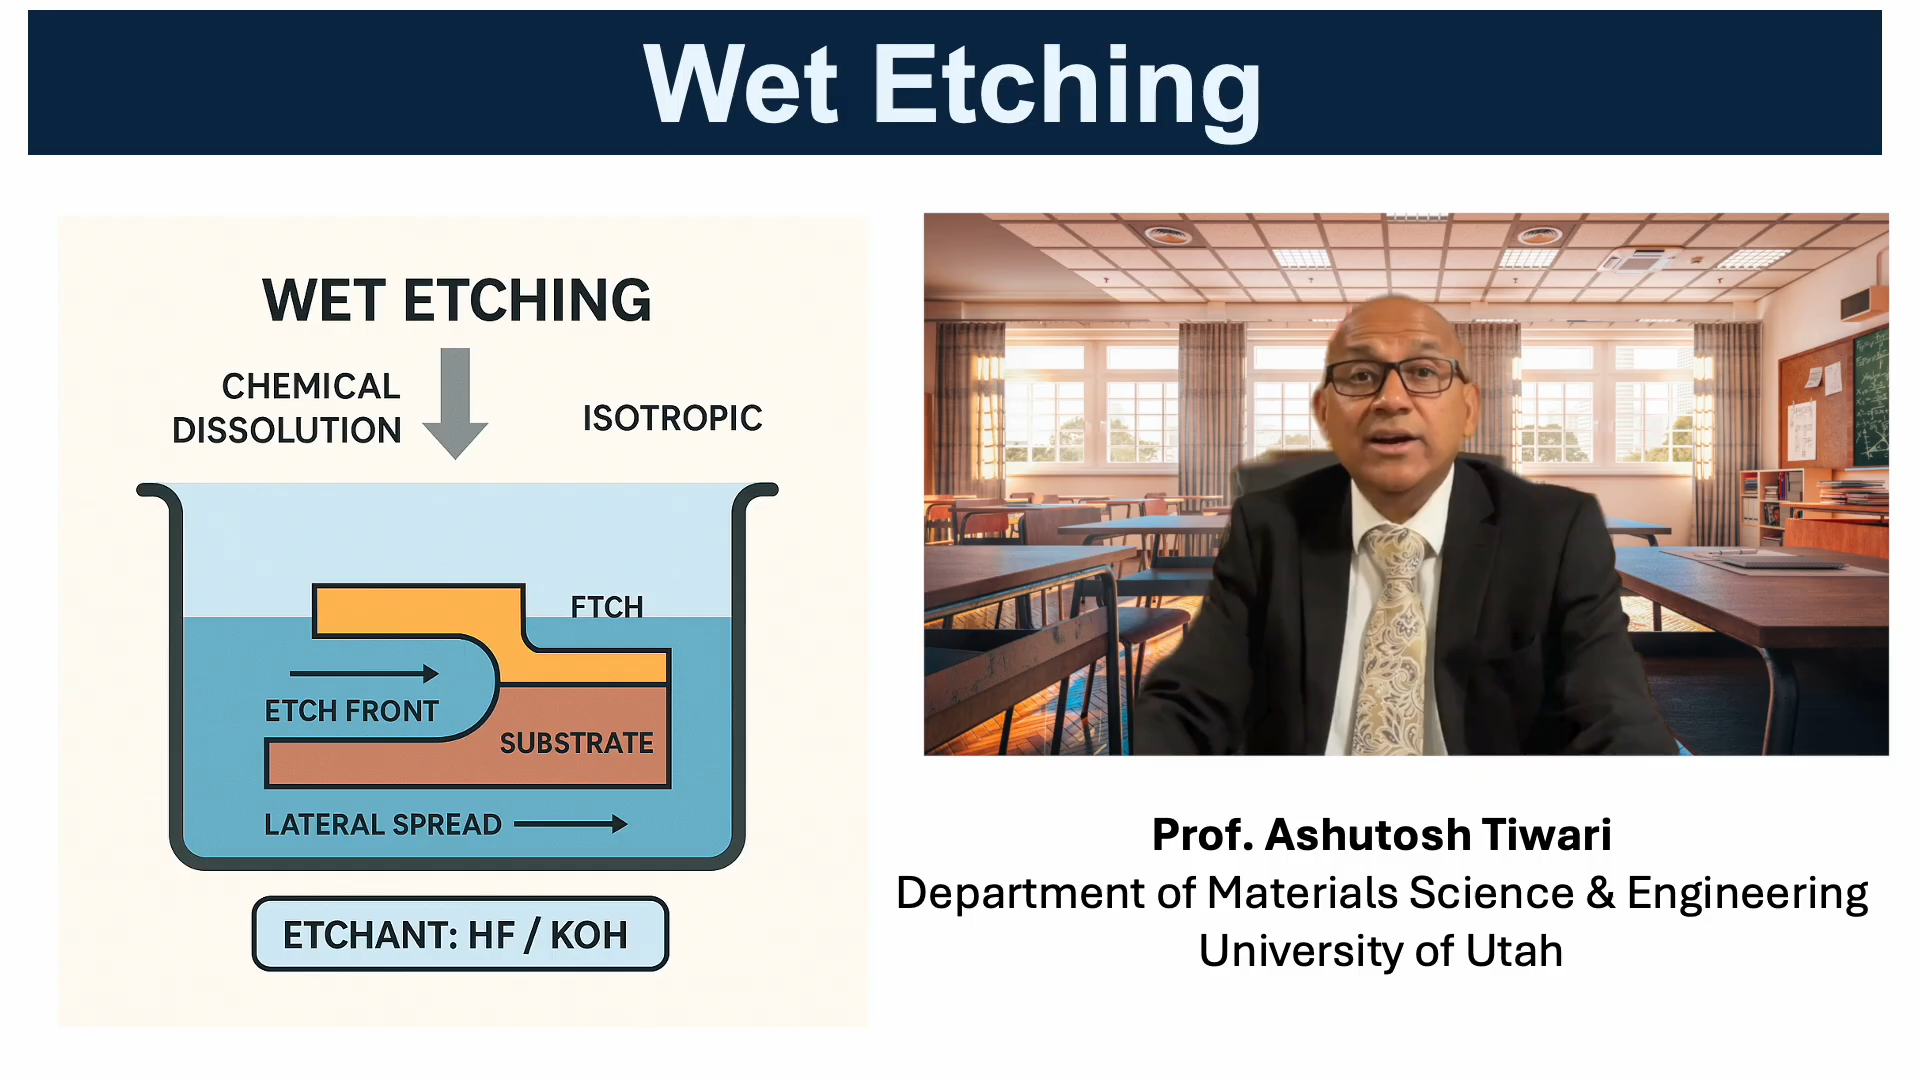 Wet Etching
WET ETCHING
CHEMICAL
DISSOLUTION
ISOTROPIC
FTCH
ETCH FRONT
SUBSTRATE
LATERAL SPREAD
ETCHANT: HF / KOH
Prof. Ashutosh Tiwari
Department of Materials Science & Engineering
University of Utah